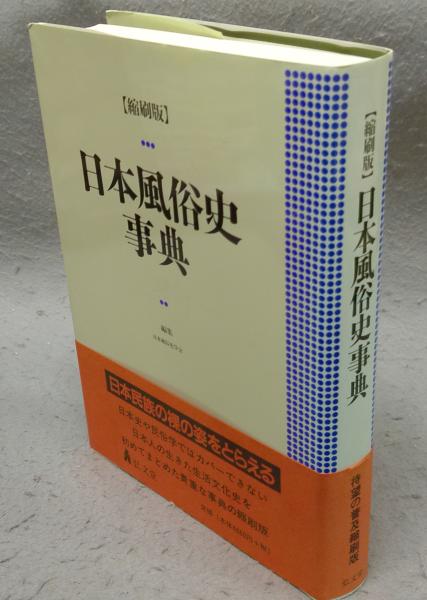 【縮刷版】
日本風俗史
事典
編集
日本風俗史学会
日本民族の裸の姿をとらえる
日本史や民俗学ではカバーできない
日本人の生きた生活文化史を
初めてまとめた貴重な事典の縮刷版
弘文堂
【縮刷版】日本風俗史事典
待望の普及縮刷版
弘文堂